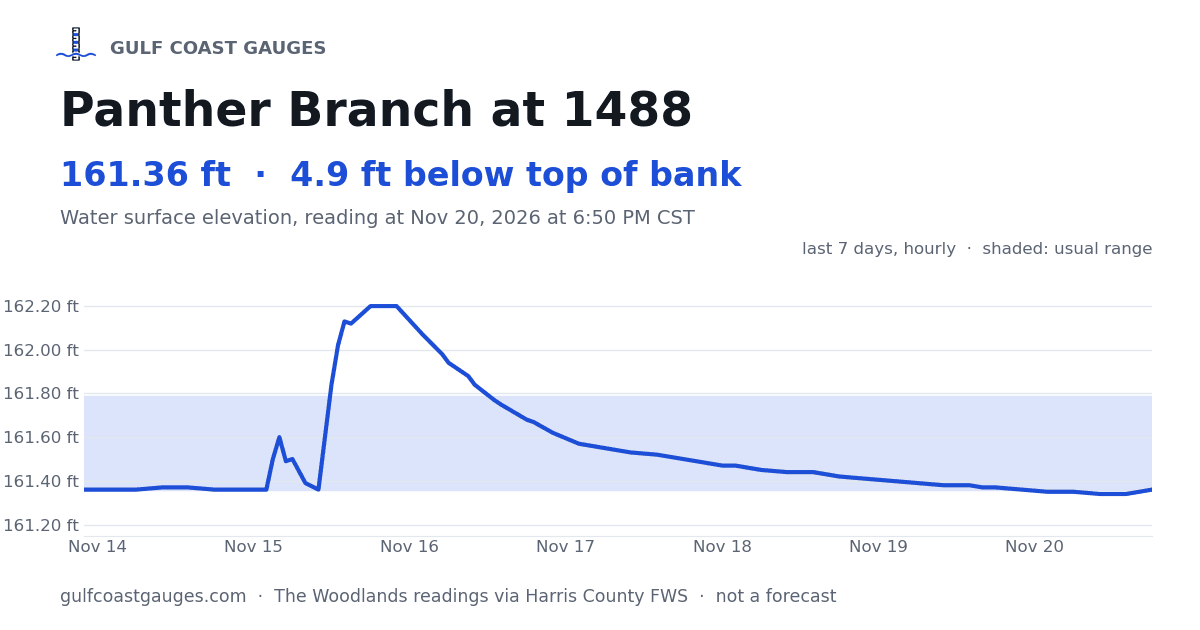 GULF COAST GAUGES
Panther Branch at 1488
161.36 ft · 4.9 ft below top of bank
Water surface elevation, reading at Nov 20, 2026 at 6:50 PM CST
last 7 days, hourly · shaded: usual range
162.20 ft
162.00 ft
161.80 ft
161.60 ft
161.40 ft
161.20 ft
Nov 14 Nov 15 Nov 16 Nov 17 Nov 18 Nov 19 Nov 20
gulfcoastgauges.com · The Woodlands readings via Harris County FWS · not a forecast